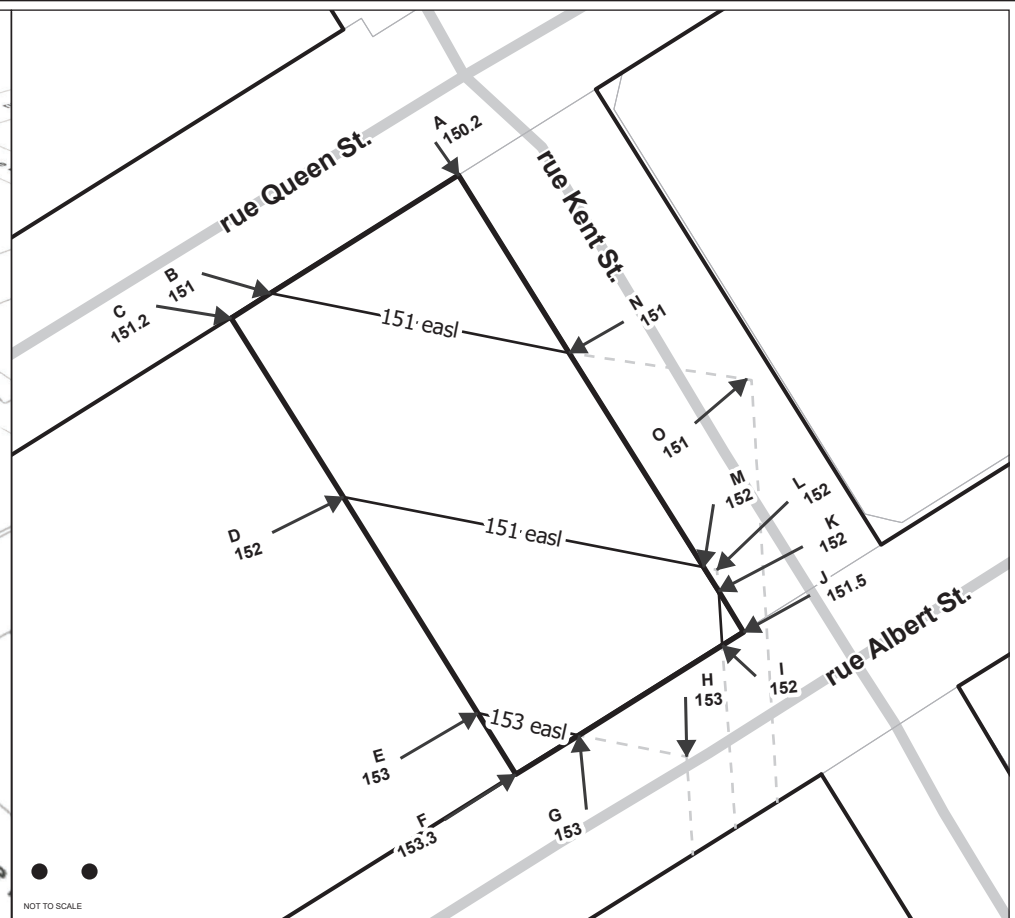 A
150.2
rue Queen St.
rue Kent St.
B
151
C
151.2
151 easl
N
151
O
151
M
152
L
152
K
152
J
151.5
D
152
151 easl
rue Albert St.
I
152
H
153
153 easl
E
153
F
153.3
G
153
NOT TO SCALE